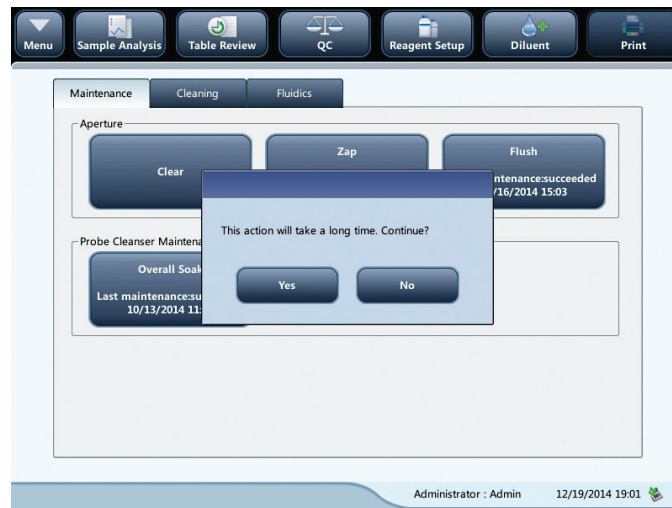 Menu
Sample Analysis
Table Review
QC
Reagent Setup
Diluent
Print
Maintenance
Cleaning
Fluidics
Aperture
Clear
Zap
Flush
ntenance:succeeded
/16/2014 15:03
This action will take a long time. Continue?
Yes
No
Probe Cleanser Maintena
Overall Soak
Last maintenance:su
10/13/2014 11:
Administrator : Admin
12/19/2014 19:01